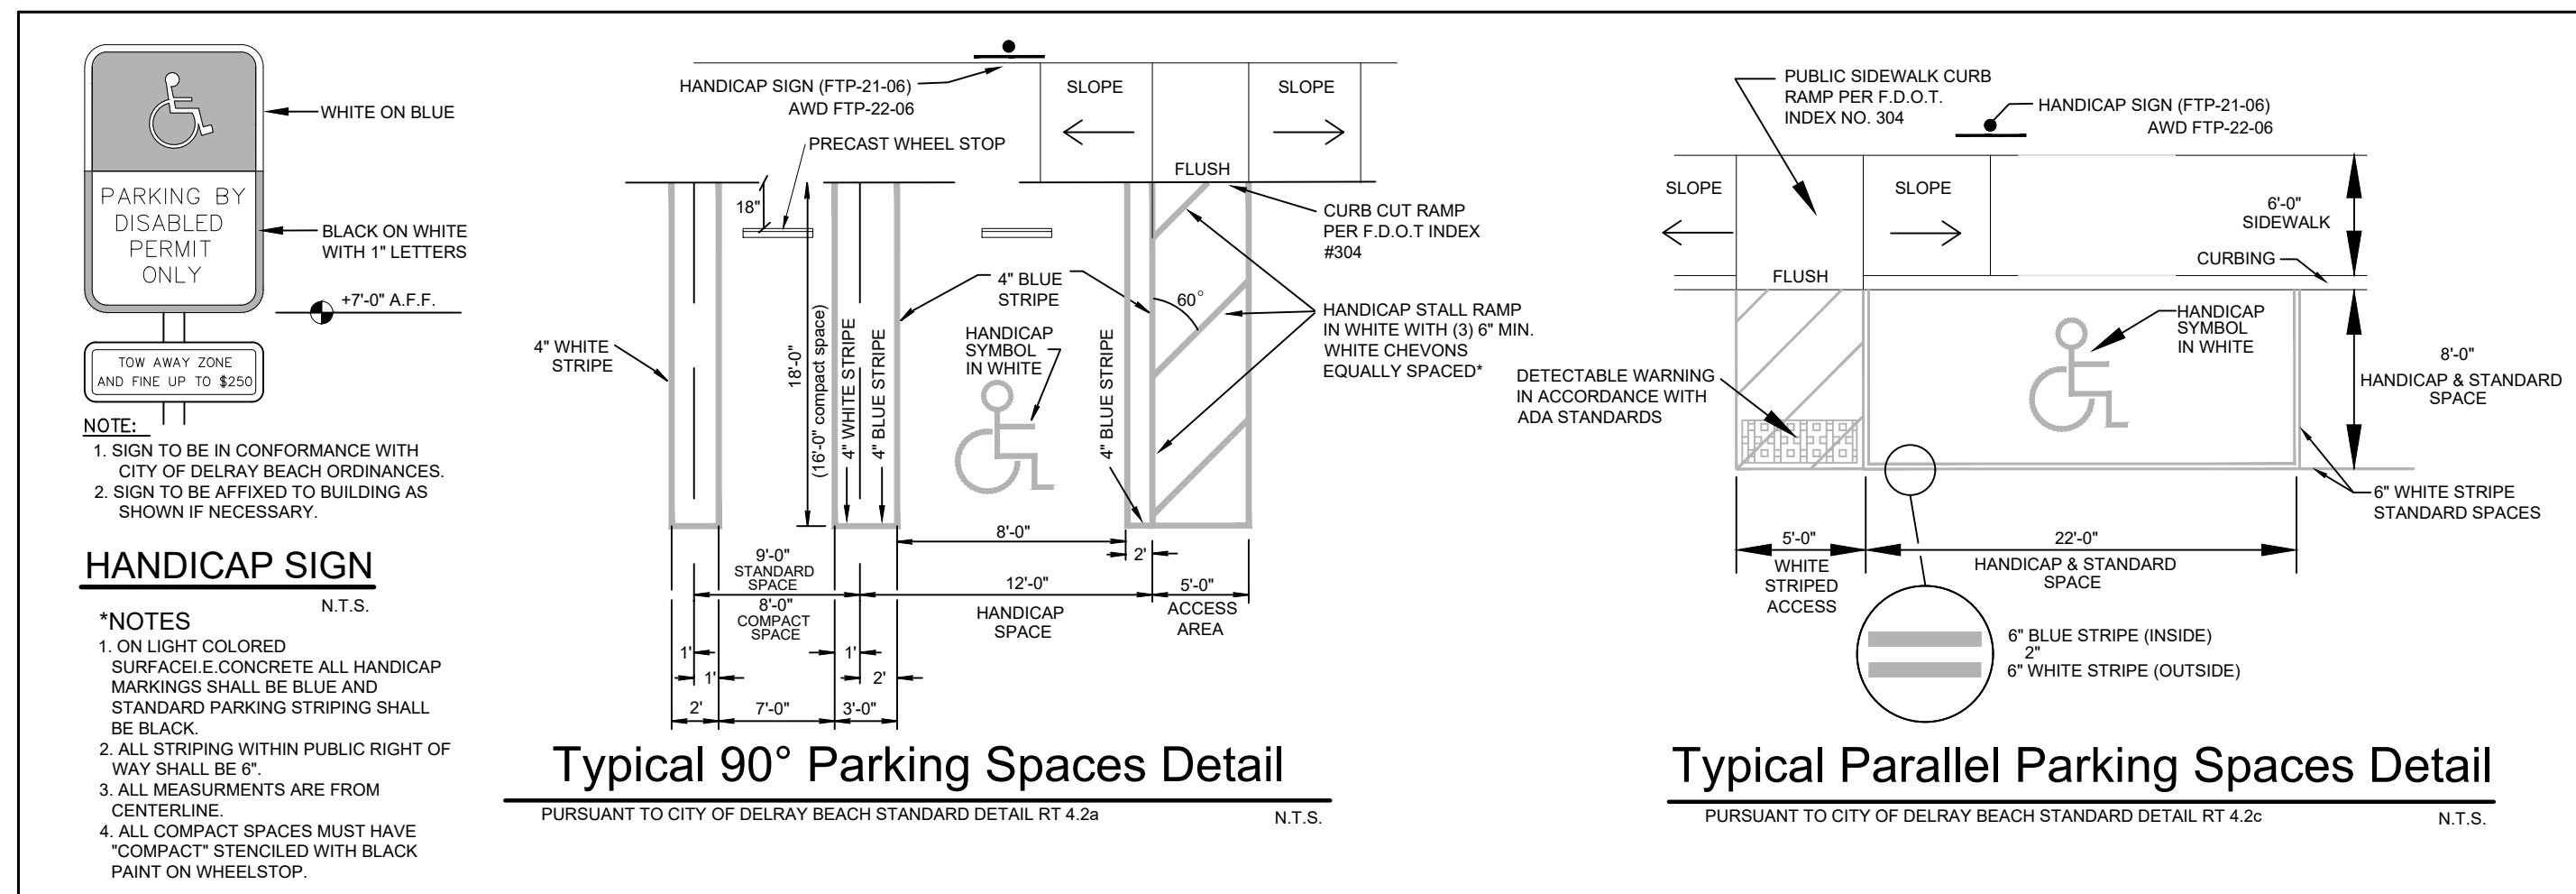 PARKING BY
DISABLED
PERMIT
ONLY
TOW AWAY ZONE
AND FINE UP TO $250
WHITE ON BLUE
BLACK ON WHITE
WITH 1" LETTERS
+7'-0" A.F.F.
NOTE:
1. SIGN TO BE IN CONFORMANCE WITH
CITY OF DELRAY BEACH ORDINANCES.
2. SIGN TO BE AFFIXED TO BUILDING AS
SHOWN IF NECESSARY.
HANDICAP SIGN
N.T.S.
*NOTES
1. ON LIGHT COLORED
SURFACEI.E.CONCRETE ALL HANDICAP
MARKINGS SHALL BE BLUE AND
STANDARD PARKING STRIPING SHALL
BE BLACK.
2. ALL STRIPING WITHIN PUBLIC RIGHT OF
WAY SHALL BE 6".
3. ALL MEASURMENTS ARE FROM
CENTERLINE.
4. ALL COMPACT SPACES MUST HAVE
"COMPACT" STENCILED WITH BLACK
PAINT ON WHEELSTOP.
HANDICAP SIGN (FTP-21-06)
AWD FTP-22-06
PRECAST WHEEL STOP
SLOPE
SLOPE
FLUSH
18"
CURB CUT RAMP
PER F.D.O.T INDEX
#304
4" BLUE
STRIPE
60°
HANDICAP STALL RAMP
IN WHITE WITH (3) 6" MIN.
WHITE CHEVONS
EQUALLY SPACED*
4" WHITE
STRIPE
18'-0"
(16'-0" compact space)
4" WHITE STRIPE
4" BLUE STRIPE
HANDICAP
SYMBOL
IN WHITE
4" BLUE STRIPE
8'-0"
2'
9'-0"
STANDARD
SPACE
8'-0"
COMPACT
SPACE
12'-0"
HANDICAP
SPACE
5'-0"
ACCESS
AREA
1'
1'
1'
2'
2'
7'-0"
3'-0"
Typical 90° Parking Spaces Detail
PURSUANT TO CITY OF DELRAY BEACH STANDARD DETAIL RT 4.2a
N.T.S.
PUBLIC SIDEWALK CURB
RAMP PER F.D.O.T.
INDEX NO. 304
HANDICAP SIGN (FTP-21-06)
AWD FTP-22-06
SLOPE
SLOPE
6'-0"
SIDEWALK
CURBING
FLUSH
HANDICAP
SYMBOL
IN WHITE
8'-0"
HANDICAP & STANDARD
SPACE
DETECTABLE WARNING
IN ACCORDANCE WITH
ADA STANDARDS
6" WHITE STRIPE
STANDARD SPACES
5'-0"
WHITE
STRIPED
ACCESS
22'-0"
HANDICAP & STANDARD
SPACE
6" BLUE STRIPE (INSIDE)
2"
6" WHITE STRIPE (OUTSIDE)
Typical Parallel Parking Spaces Detail
PURSUANT TO CITY OF DELRAY BEACH STANDARD DETAIL RT 4.2c
N.T.S.